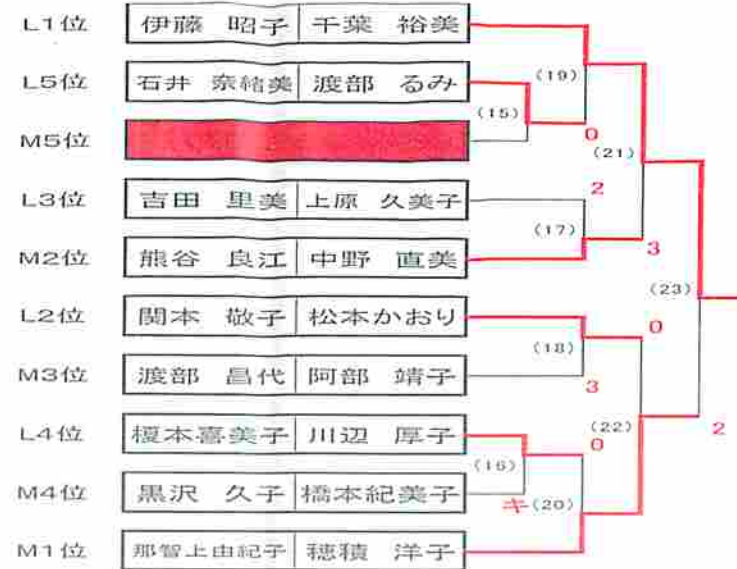 L1位 伊藤 昭子 千葉 裕美
(19)
L5位 石井 奈緒美 渡部 るみ
(15)
M5位
0
(21)
L3位 吉田 里美 上原 久美子
2
(17)
M2位 熊谷 良江 中野 直美
3
(23)
L2位 関本 敬子 松本かおり
0
(18)
M3位 渡部 昌代 阿部 靖子
3
(22)
L4位 榎本喜美子 川辺 厚子
0
2
(16)
M4位 黒沢 久子 橋本紀美子
キ(20)
M1位 那智上由紀子 穂積 洋子